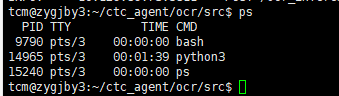 tcm@zygjby3:~/ctc_agent/ocr/src$ ps
PID TTY TIME CMD
9790 pts/3 00:00:00 bash
14965 pts/3 00:01:39 python3
15240 pts/3 00:00:00 ps
tcm@zygjby3:~/ctc_agent/ocr/src$